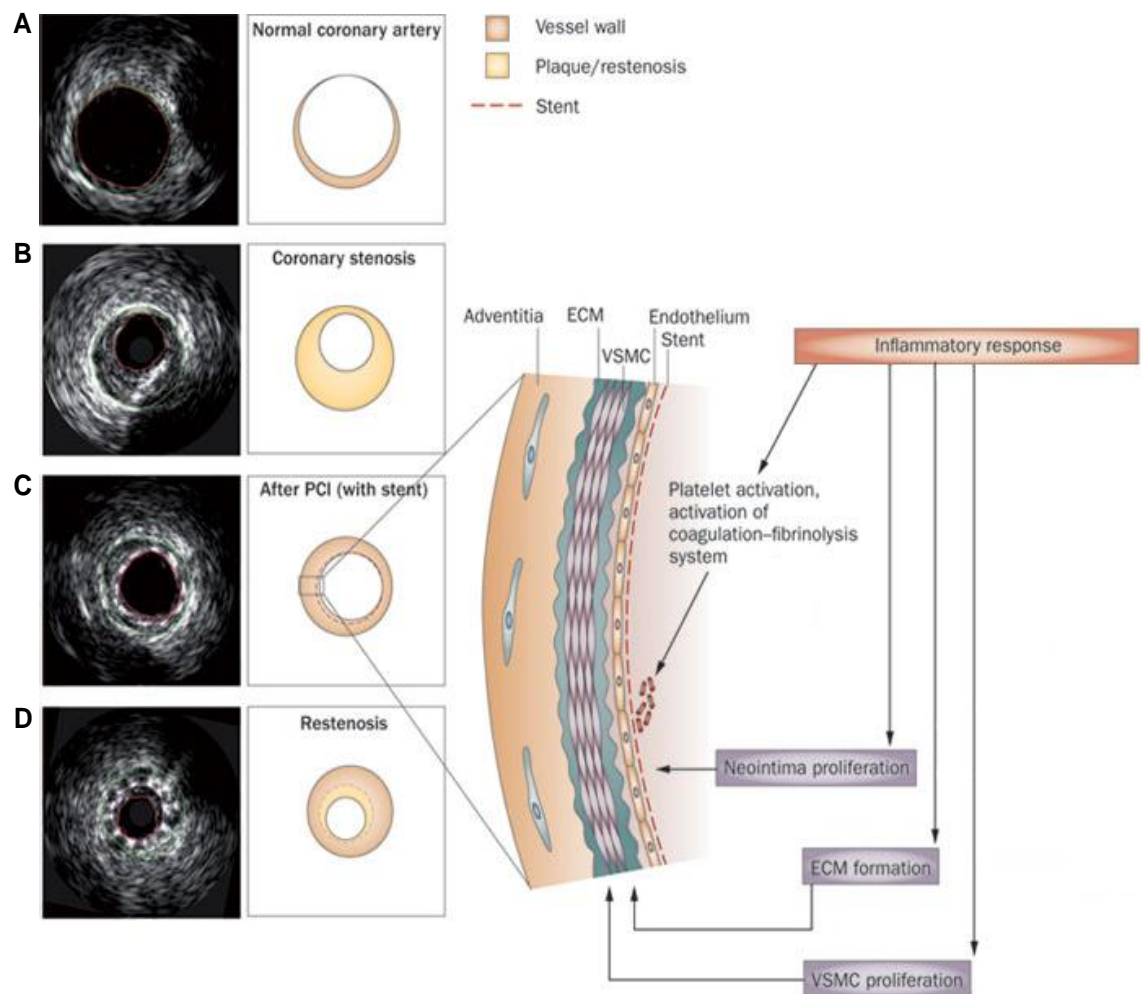 A
Normal coronary artery
Vessel wall
Plaque/restenosis
Stent
B
Coronary stenosis
Adventitia
ECM
VSMC
Endothelium
Stent
Inflammatory response
C
After PCI (with stent)
Platelet activation,
activation of
coagulation–fibrinolysis
system
D
Restenosis
Neointima proliferation
ECM formation
VSMC proliferation